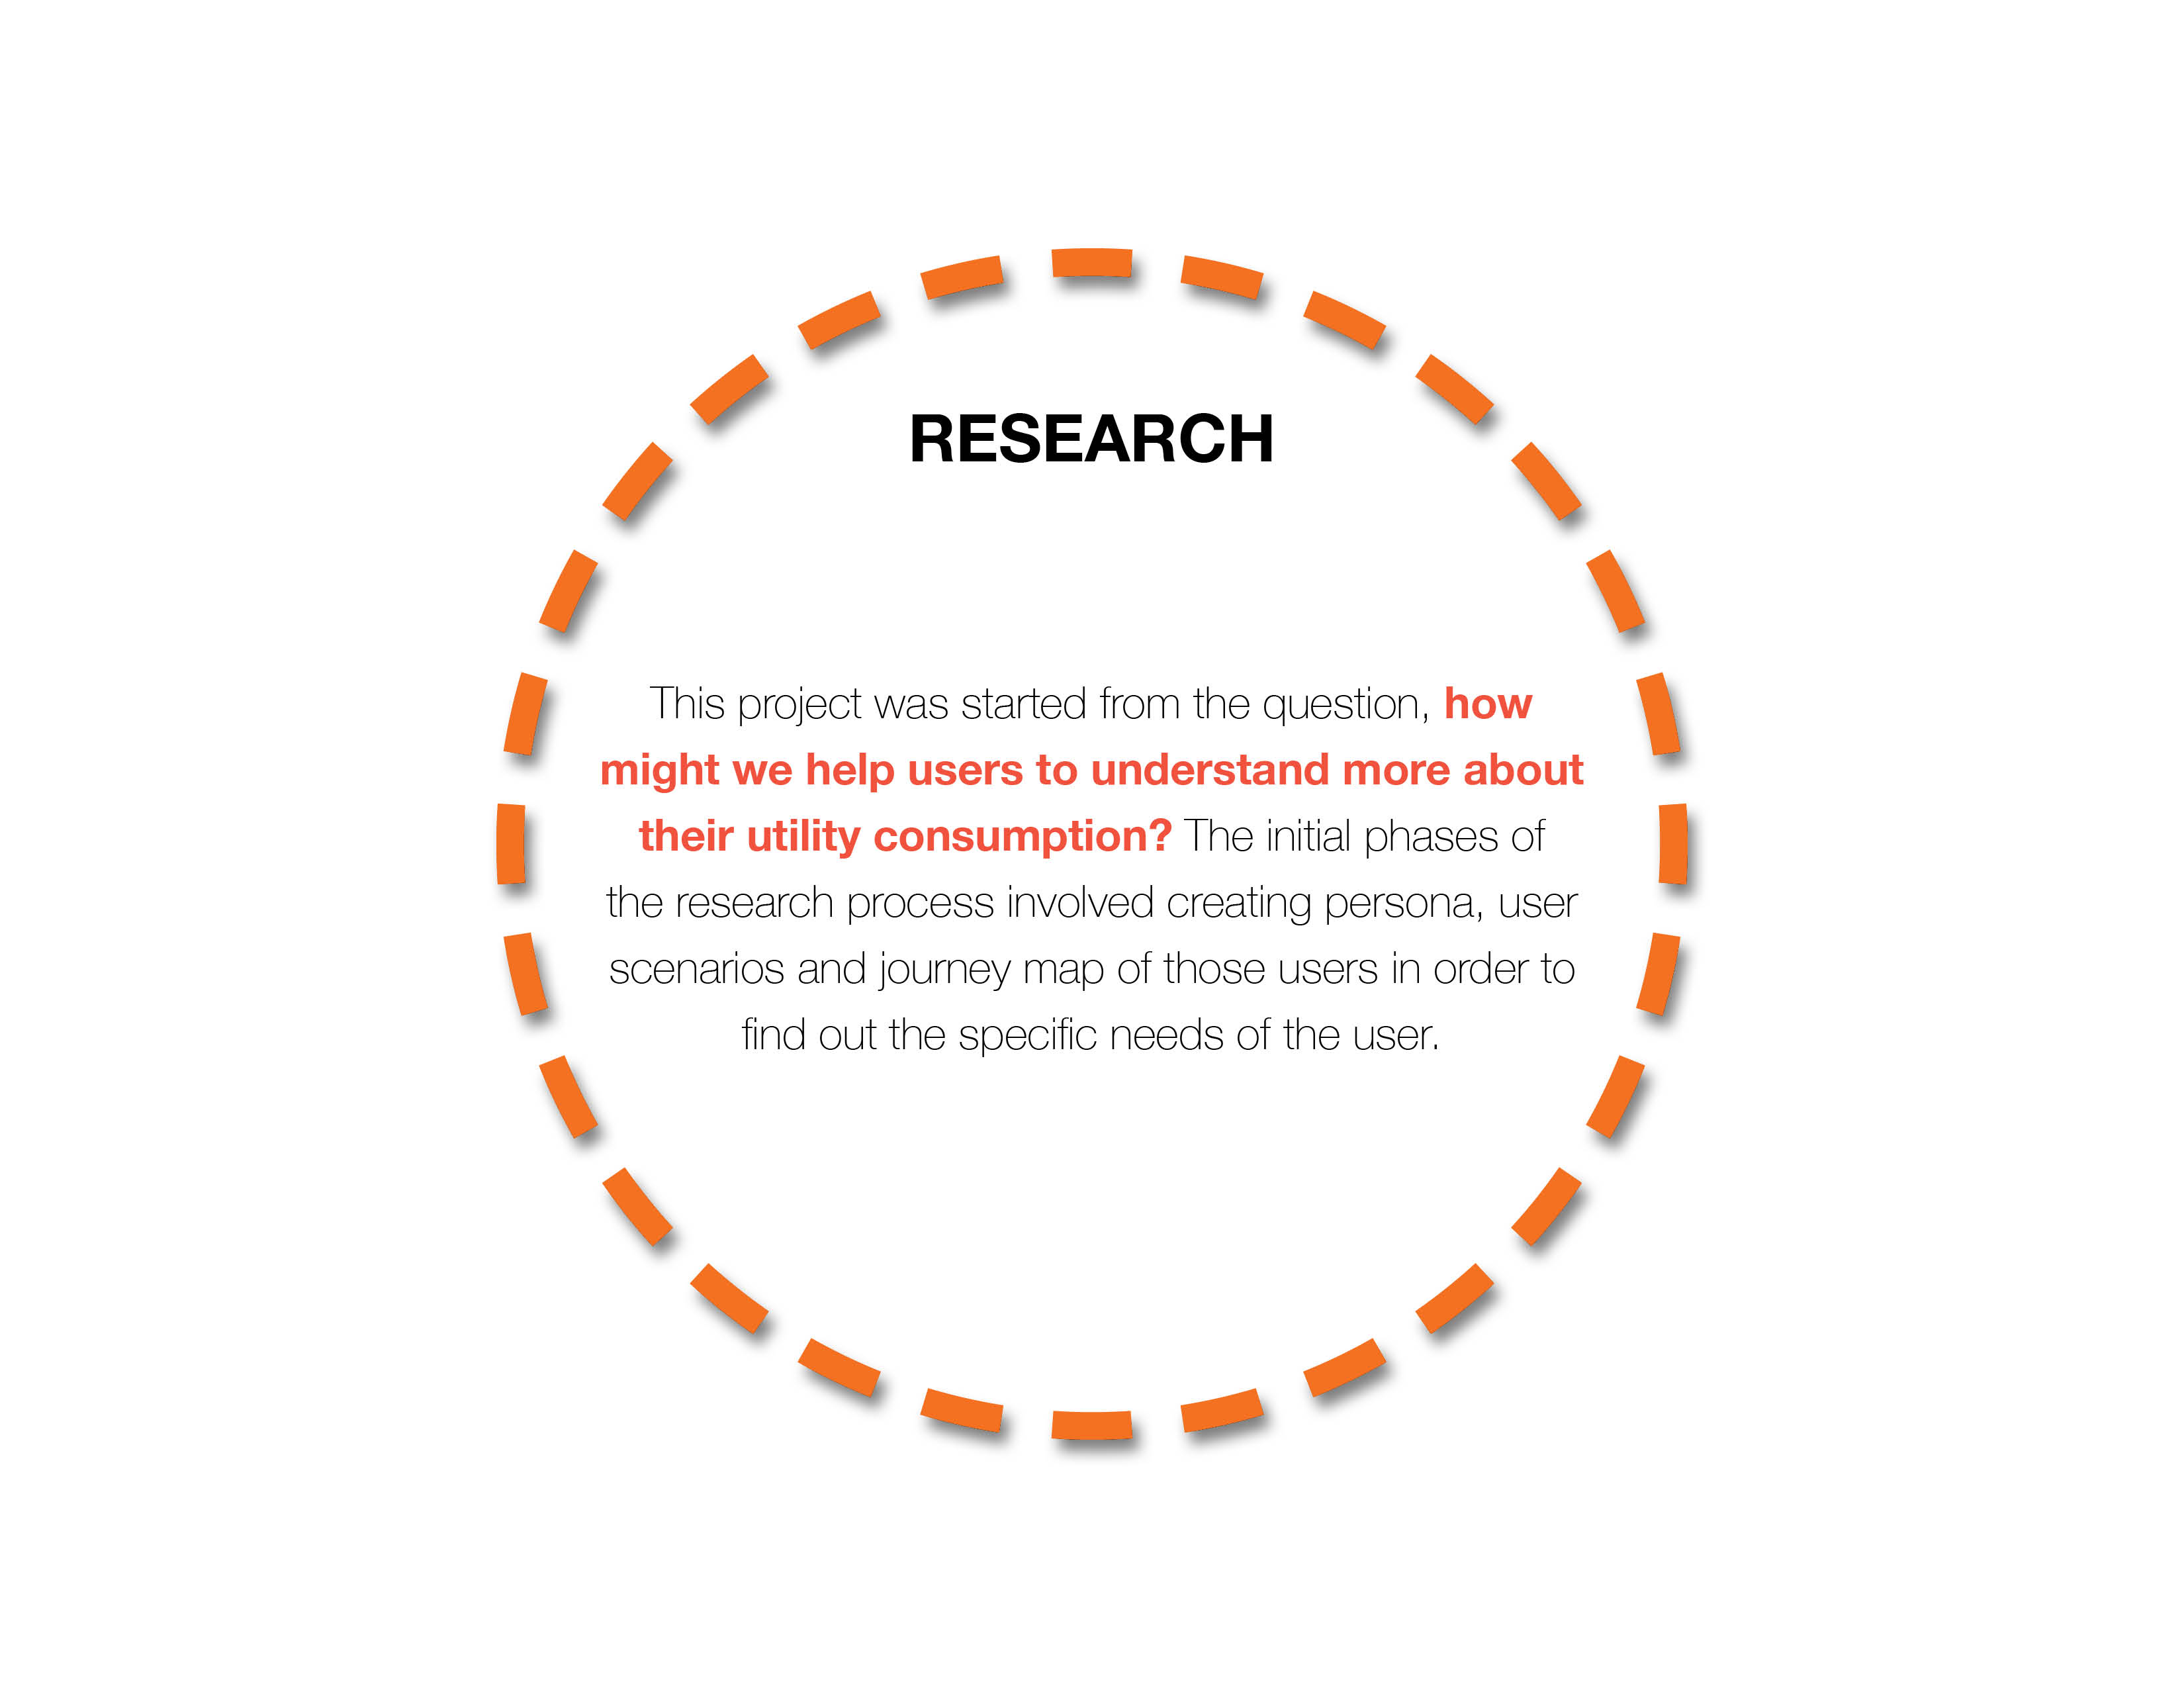 RESEARCH
This project was started from the question, how
might we help users to understand more about
their utility consumption? The initial phases of
the research process involved creating persona, user
scenarios and journey map of those users in order to
find out the specific needs of the user.